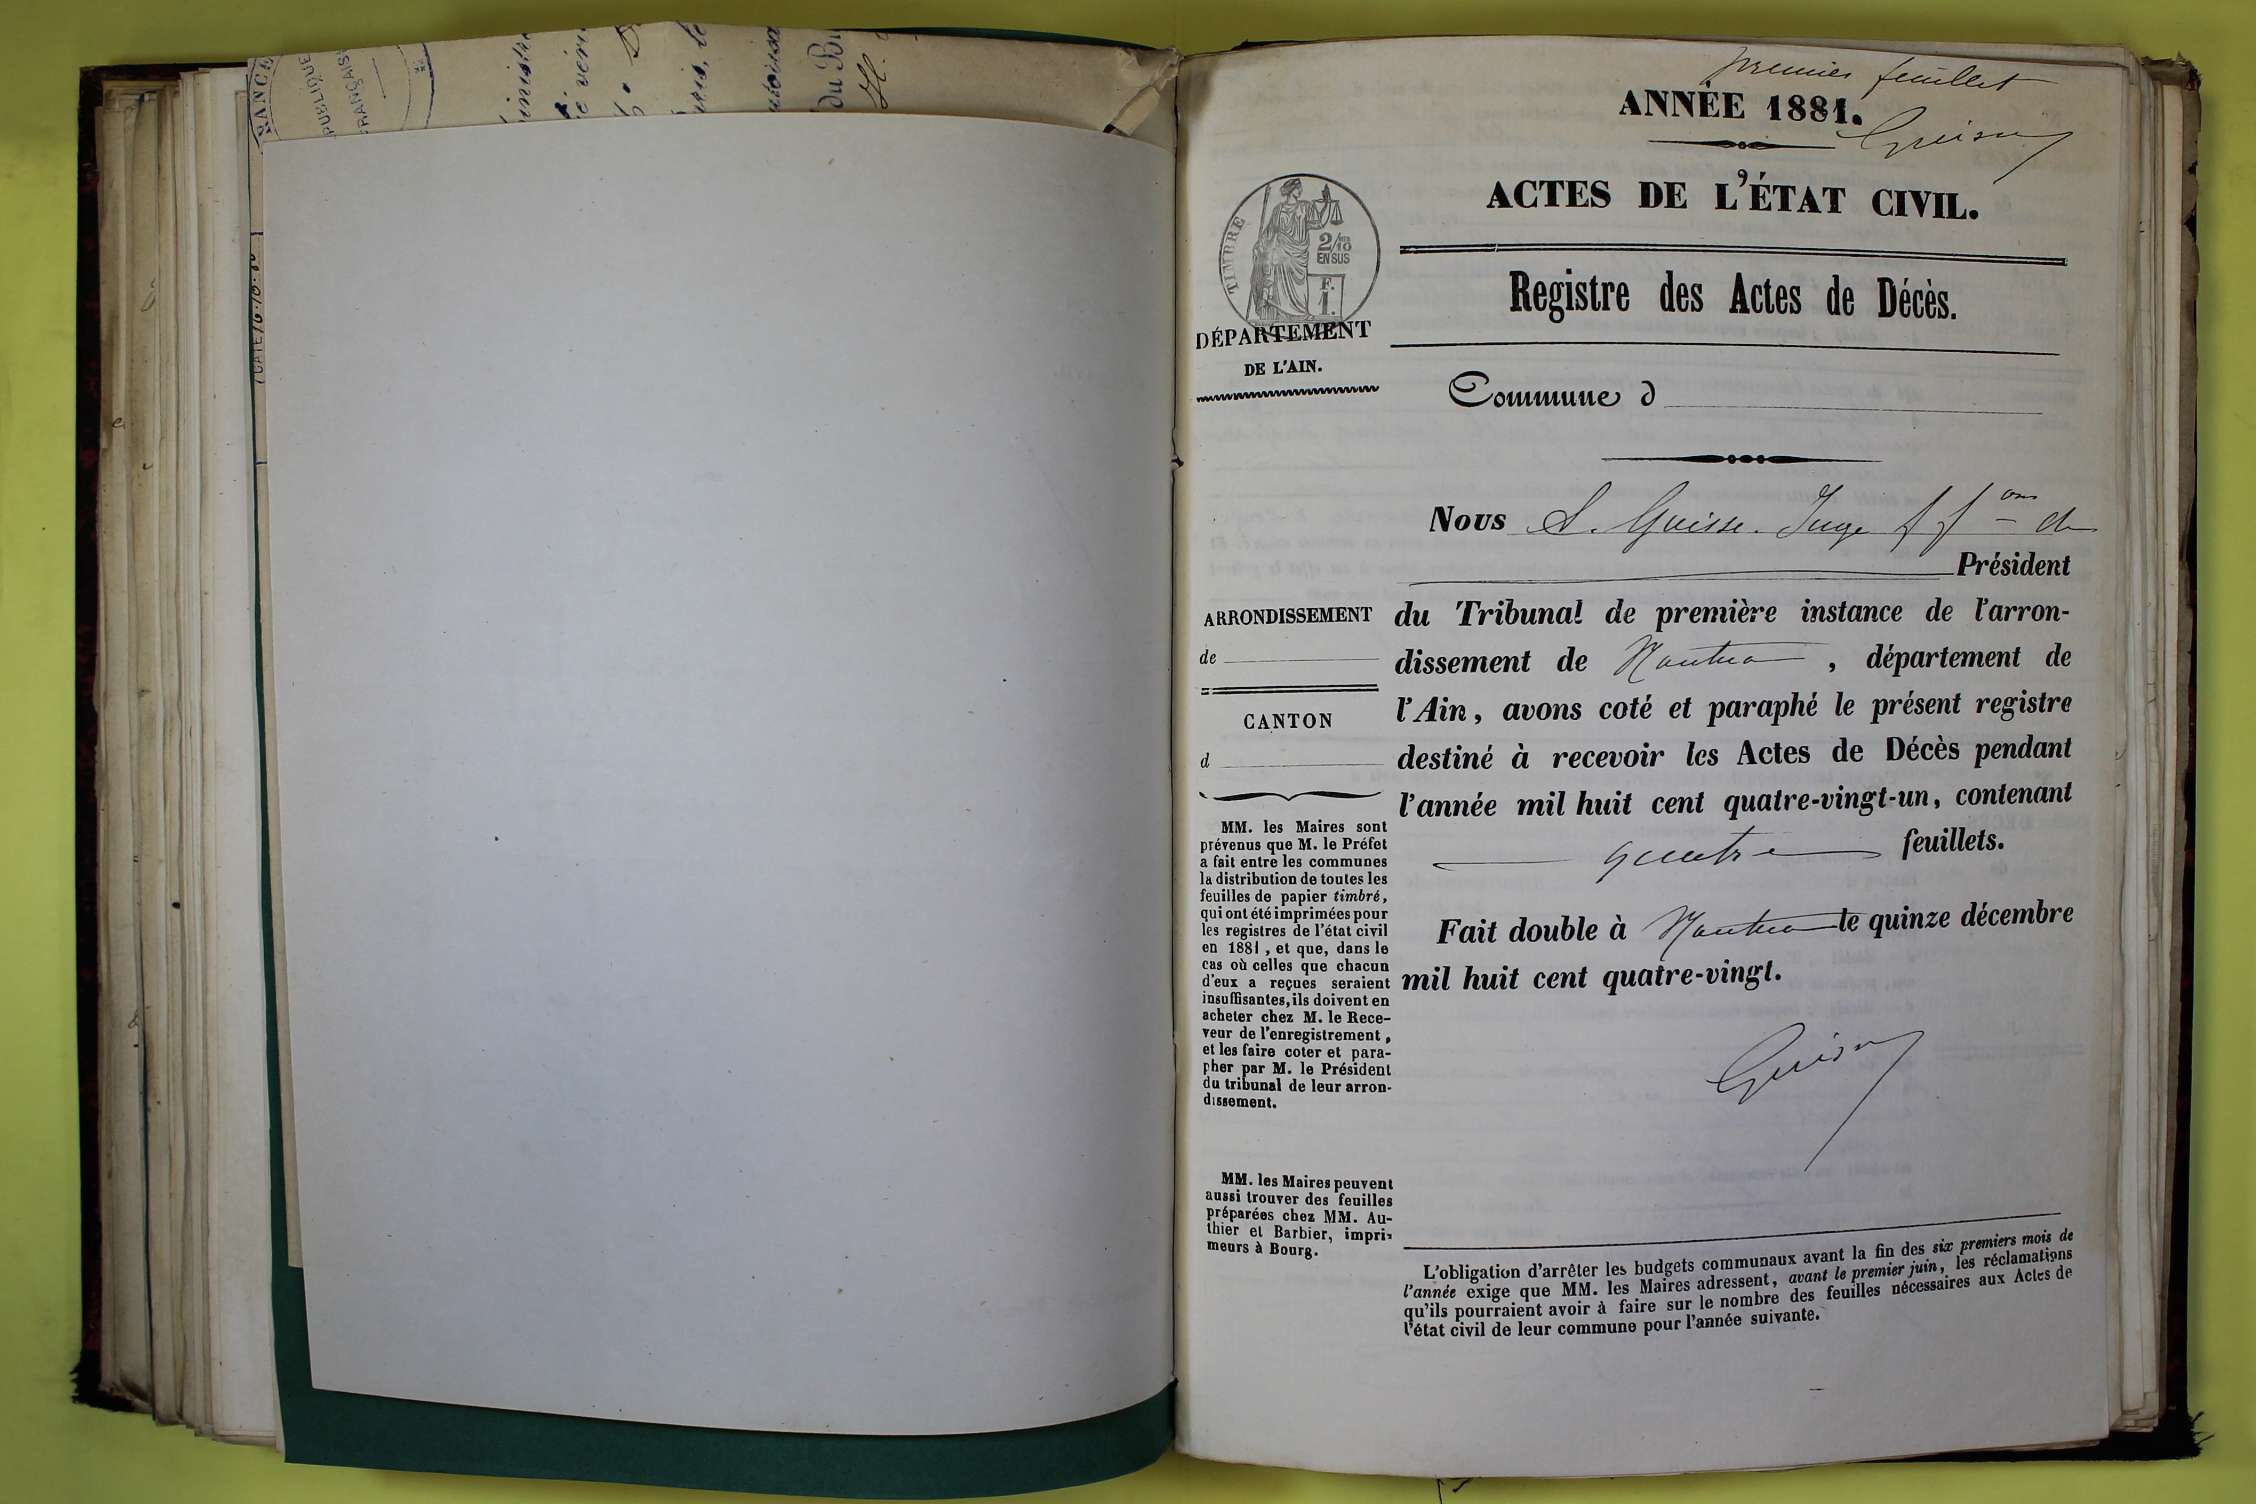 RANCE
PUBLIQUE
FRANÇAISE
du Bu
premier feuillet
ANNÉE 1881.
ACTES DE L'ÉTAT CIVIL.
TIMBRE
2/10 EN SUS
F.
1.
Registre des Actes de Décès.
DÉPARTEMENT
DE L'AIN.
Commune d
Nous Juge ff ons de
Président
ARRONDISSEMENT
de
CANTON
d
du Tribunal de première instance de l'arron-
dissement de Nantua, département de
l'Ain, avons coté et paraphé le présent registre
destiné à recevoir les Actes de Décès pendant
l'année mil huit cent quatre-vingt-un, contenant
quatre feuillets.
Fait double à Nantua le quinze décembre
mil huit cent quatre-vingt.
MM. les Maires sont
prévenus que M. le Préfet
a fait entre les communes
la distribution de toutes les
feuilles de papier timbré,
qui ont été imprimées pour
les registres de l'état civil
en 1881, et que, dans le
cas où celles que chacun
d'eux a reçues seraient
insuffisantes, ils doivent en
acheter chez M. le Rece-
veur de l'enregistrement,
et les faire coter et para-
pher par M. le Président
du tribunal de leur arron-
dissement.
MM. les Maires peuvent
aussi trouver des feuilles
préparées chez MM. Au-
thier et Barbier, impri-
meurs à Bourg.
L'obligation d'arrêter les budgets communaux avant la fin des six premiers mois de
l'année exige que MM. les Maires adressent, avant le premier juin, les réclamations
qu'ils pourraient avoir à faire sur le nombre des feuilles nécessaires aux Actes de
l'état civil de leur commune pour l'année suivante.